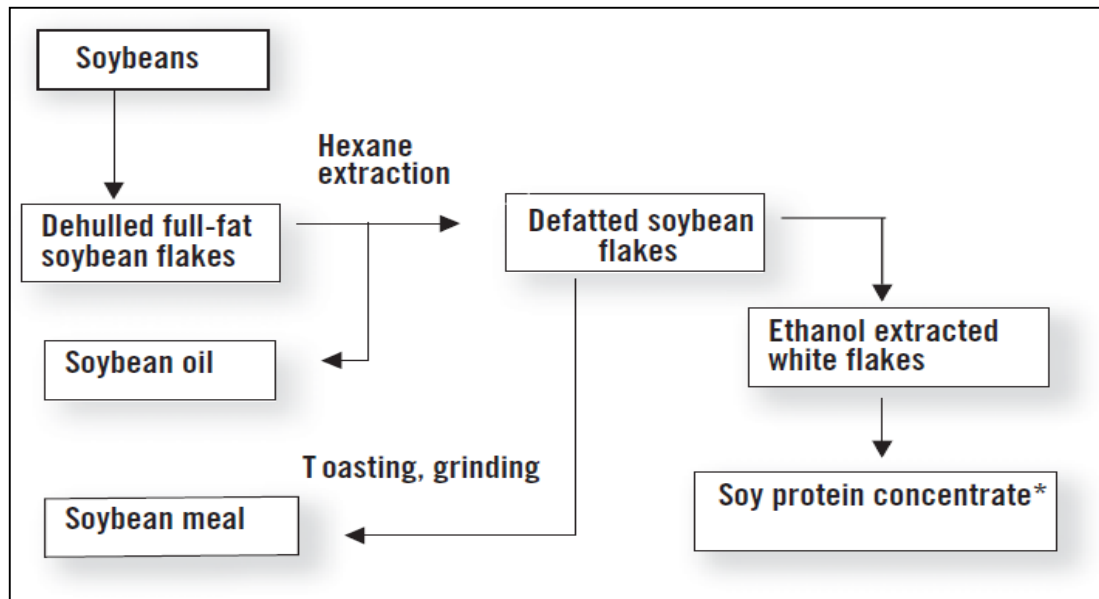 Soybeans
Hexane
extraction
Dehulled full-fat
soybean flakes
Defatted soybean
flakes
Soybean oil
Ethanol extracted
white flakes
T oasting, grinding
Soybean meal
Soy protein concentrate*